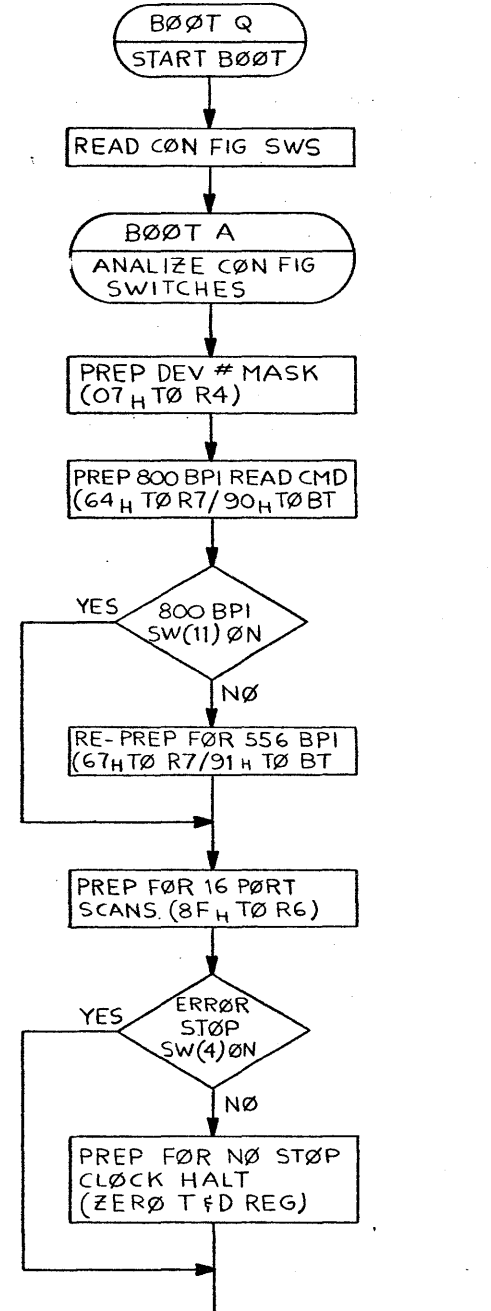 BØØT Q
START BØØT
READ CØN FIG SWS
BØØT A
ANALIZE CØN FIG
SWITCHES
PREP DEV # MASK
(07H TØ R4)
PREP 800 BPI READ CMD
(64H TØ R7/90H TØ BT
YES
800 BPI
SW(11) ØN
NØ
RE-PREP FØR 556 BPI
(67H TØ R7/91H TØ BT
PREP FØR 16 PØRT
SCANS. (8FH TØ R6)
YES
ERRØR
STØP
SW(4) ØN
NØ
PREP FØR NØ STØP
CLØCK HALT
(ZERØ T &D REG)